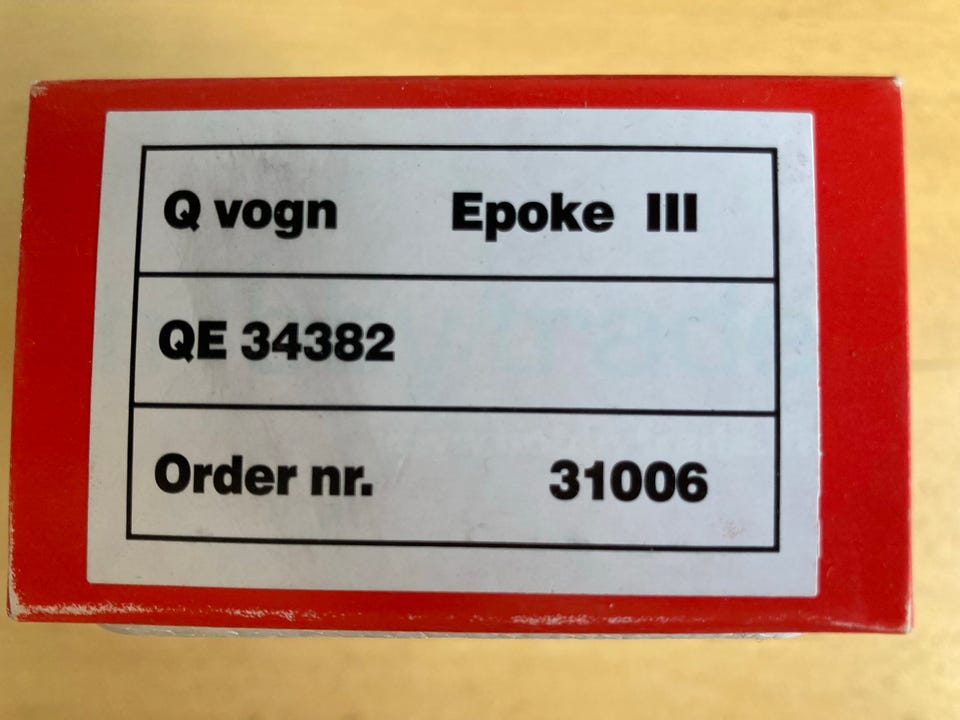 Q vogn Epoke III
QE 34382
Order nr. 31006